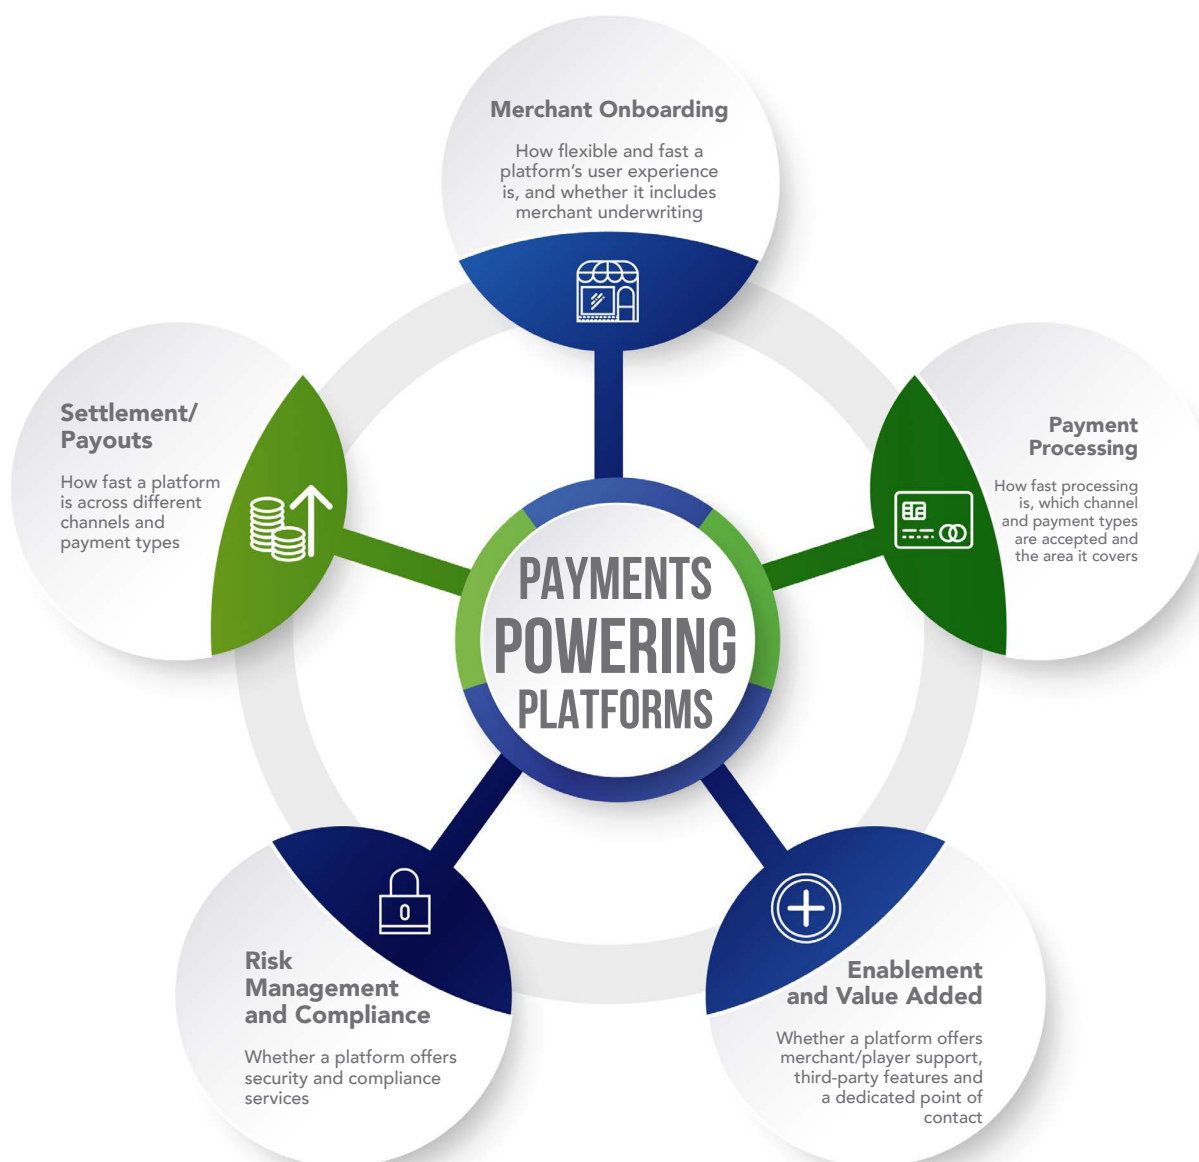 Merchant Onboarding
How flexible and fast a
platform’s user experience
is, and whether it includes
merchant underwriting
Settlement/
Payouts
How fast a platform
is across different
channels and
payment types
Payment
Processing
How fast processing
is, which channel
and payment types
are accepted and
the area it covers
PAYMENTS
POWERING
PLATFORMS
Risk
Management
and Compliance
Whether a platform offers
security and compliance
services
Enablement
and Value Added
Whether a platform offers
merchant/player support,
third-party features and
a dedicated point of
contact